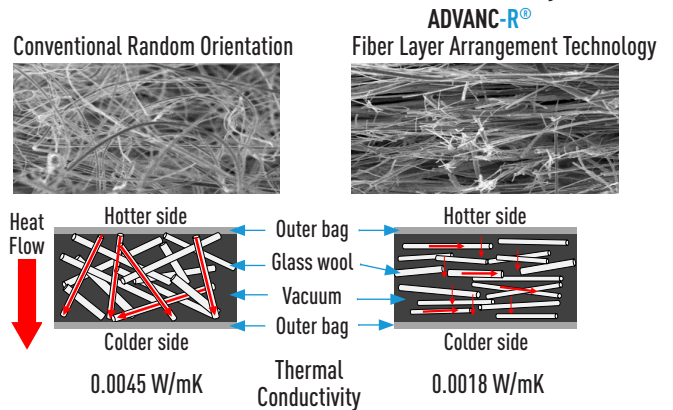 ADVANC-R®
Conventional Random Orientation
Fiber Layer Arrangement Technology
Heat
Flow
Hotter side
Outer bag
Hotter side
Glass wool
Vacuum
Outer bag
Colder side
Colder side
0.0045 W/mK
Thermal
Conductivity
0.0018 W/mK